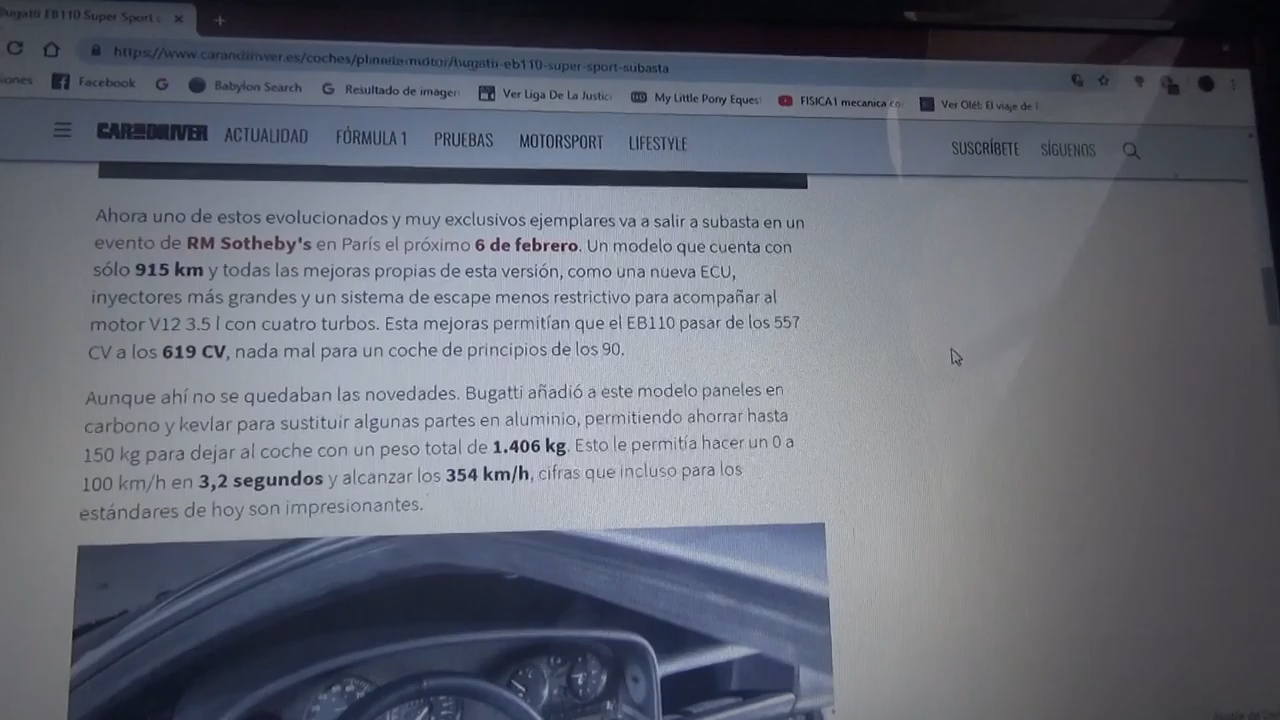 Bugatti EB110 Super Sport
https://www.caranddriver.es/coches/planeta-motor/bugatti-eb110-super-sport-subasta
iones Facebook Babylon Search Resultado de imagen Ver Liga De La Justic My Little Pony Equest FISICA I mecanica co Ver Olé!: El viaje de F
CAR AND DRIVER ACTUALIDAD FÓRMULA 1 PRUEBAS MOTORSPORT LIFESTYLE SUSCRÍBETE SÍGUENOS
Ahora uno de estos evolucionados y muy exclusivos ejemplares va a salir a subasta en un
evento de RM Sotheby's en París el próximo 6 de febrero. Un modelo que cuenta con
sólo 915 km y todas las mejoras propias de esta versión, como una nueva ECU,
inyectores más grandes y un sistema de escape menos restrictivo para acompañar al
motor V12 3.5 l con cuatro turbos. Esta mejoras permitían que el EB110 pasar de los 557
CV a los 619 CV, nada mal para un coche de principios de los 90.
Aunque ahí no se quedaban las novedades. Bugatti añadió a este modelo paneles en
carbono y kevlar para sustituir algunas partes en aluminio, permitiendo ahorrar hasta
150 kg para dejar al coche con un peso total de 1.406 kg. Esto le permitía hacer un 0 a
100 km/h en 3,2 segundos y alcanzar los 354 km/h, cifras que incluso para los
estándares de hoy son impresionantes.